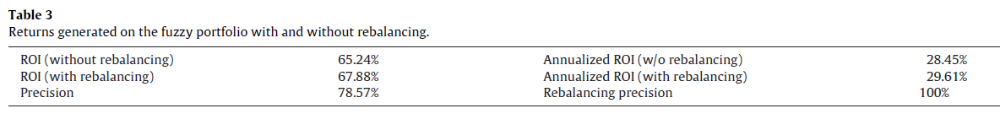 Table 3
Returns generated on the fuzzy portfolio with and without rebalancing.
ROI (without rebalancing) 65.24% Annualized ROI (w/o rebalancing) 28.45%
ROI (with rebalancing) 67.88% Annualized ROI (with rebalancing) 29.61%
Precision 78.57% Rebalancing precision 100%